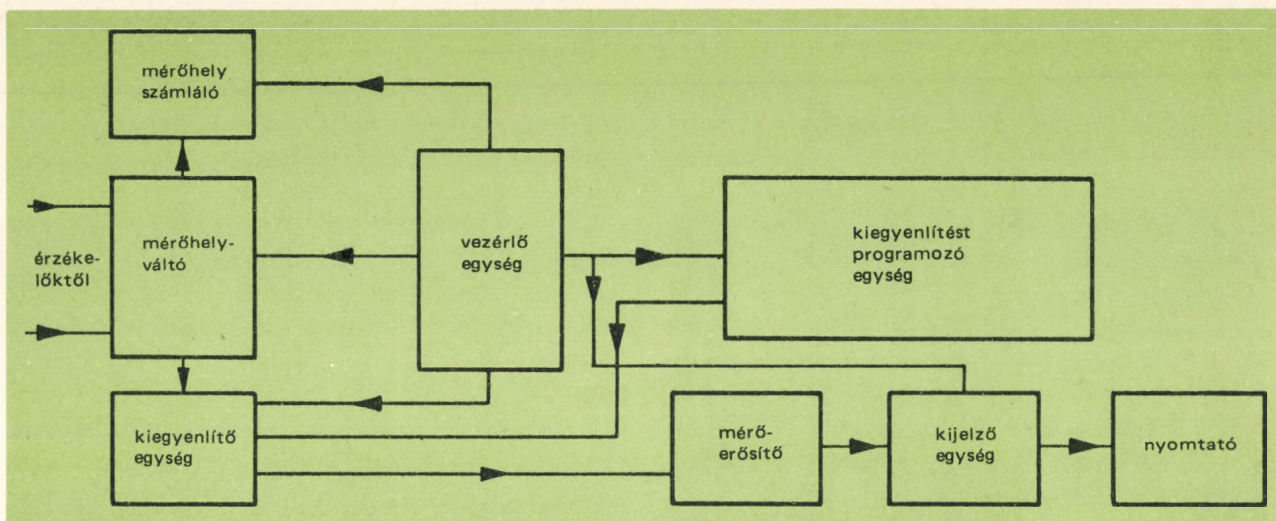 mérőhely
számláló
érzéke-
lőktől
mérőhely-
váltó
vezérlő
egység
kiegyenlítést
programozó
egység
kiegyenlítő
egység
mérő-
erősítő
kijelző
egység
nyomtató